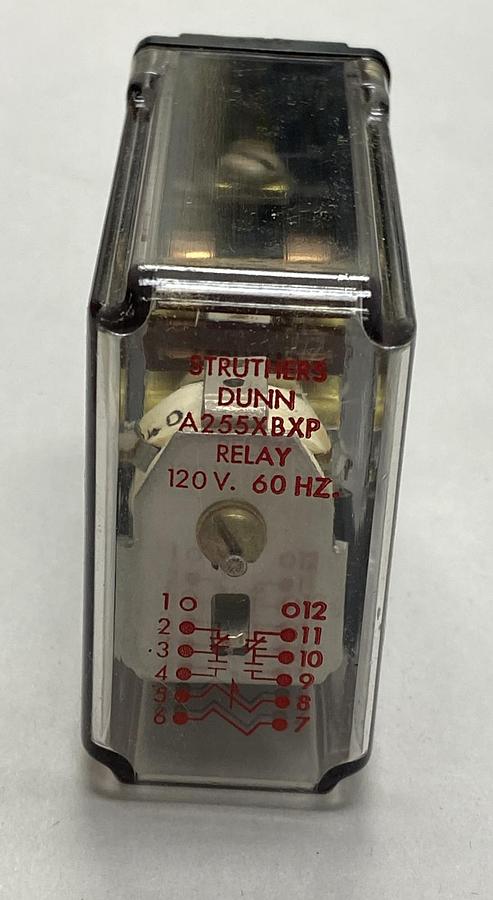 STRUTHERS
DUNN
A255XBXP
RELAY
120 V. 60 HZ.
1 12
2 11
3 10
4 9
5 8
6 7